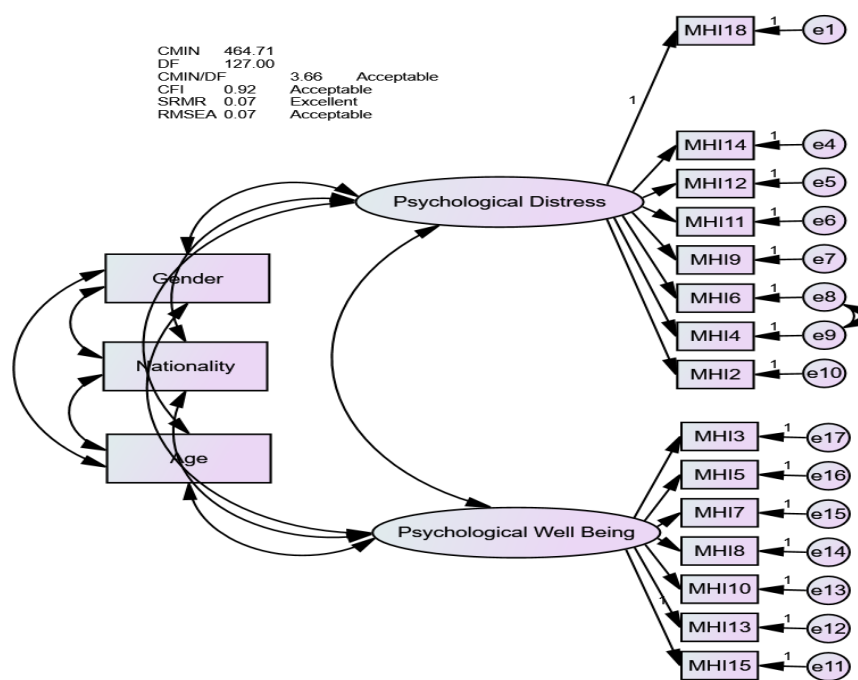 CMIN 464.71
DF 127.00
CMIN/DF 3.66 Acceptable
CFI 0.92 Acceptable
SRMR 0.07 Excellent
RMSEA 0.07 Acceptable
MHI18 1 e1
1
MHI14 1 e4
MHI12 1 e5
Psychological Distress
MHI11 1 e6
MHI9 1 e7
Gender
MHI6 1 e8
MHI4 1 e9
Nationality
MHI2 1 e10
MHI3 1 e17
Age
MHI5 1 e16
MHI7 1 e15
Psychological Well Being
MHI8 1 e14
MHI10 1 e13
1
MHI13 1 e12
MHI15 1 e11